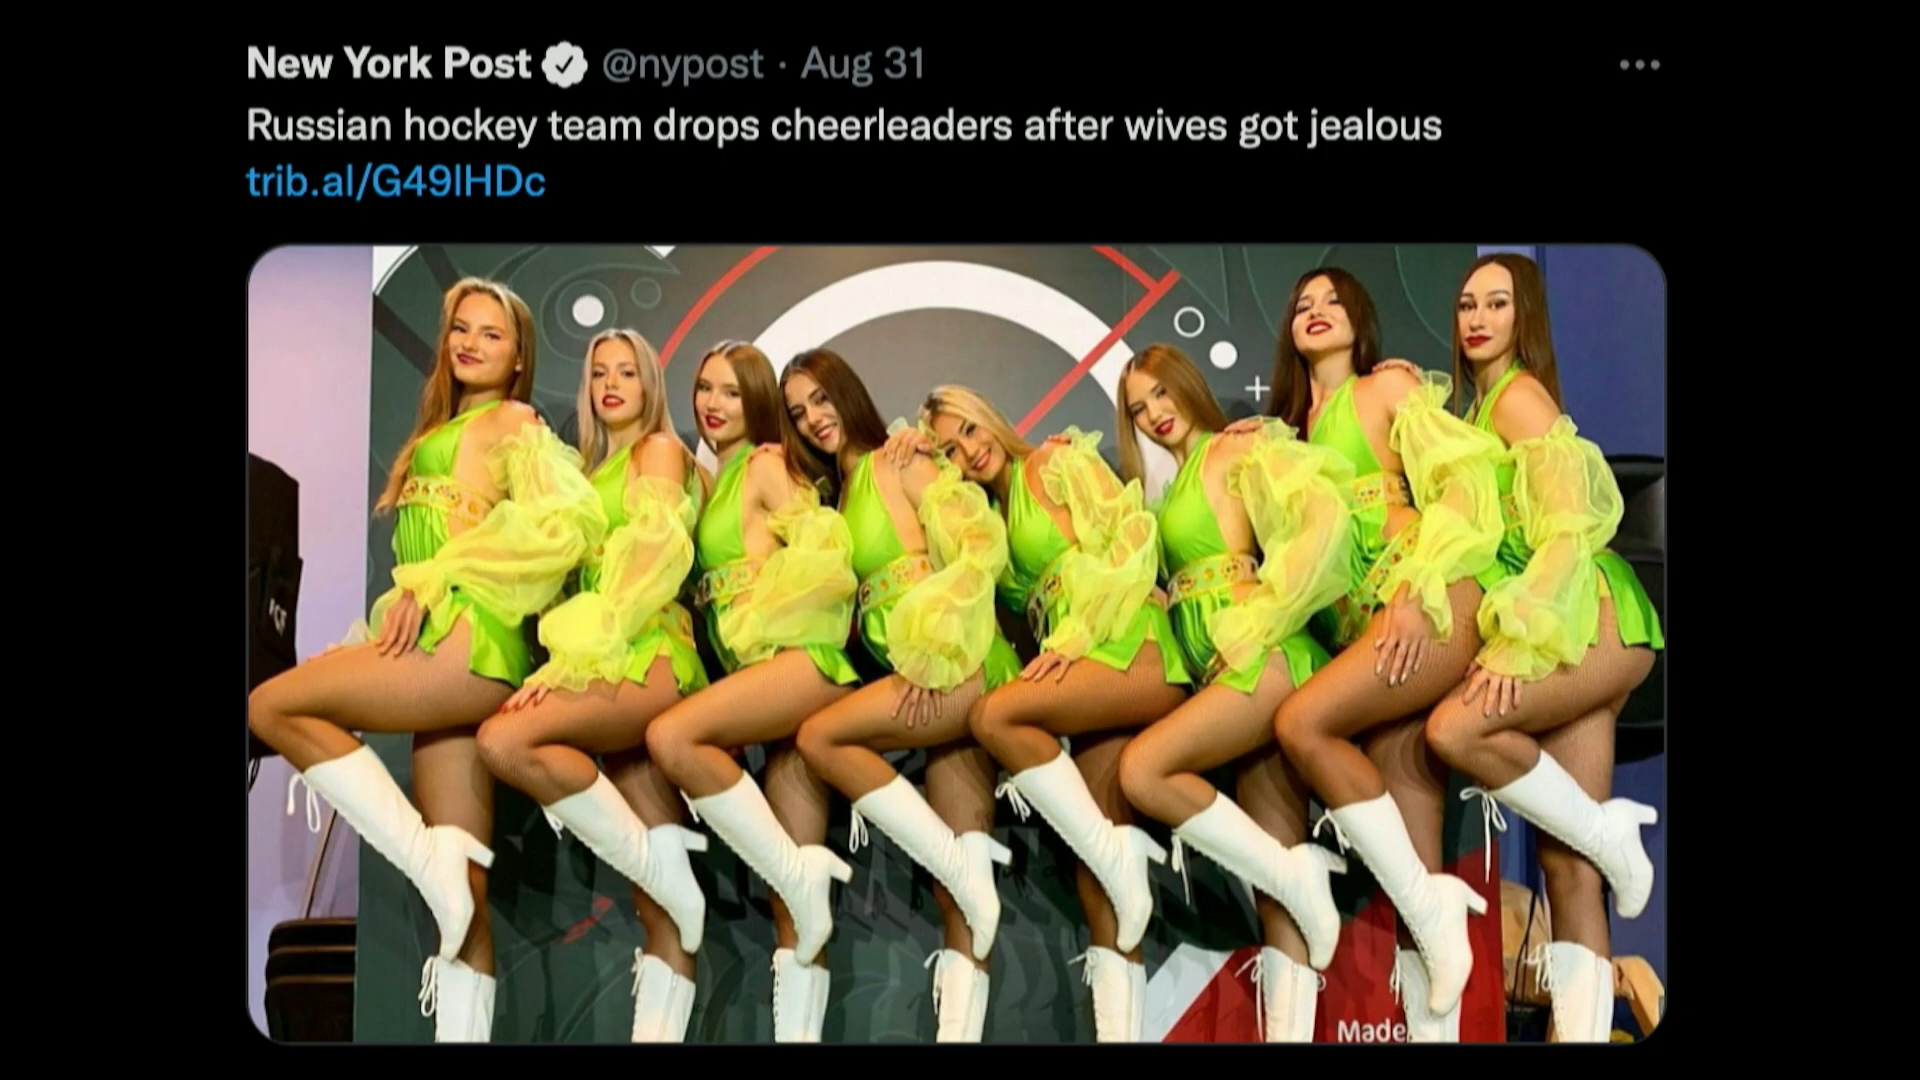 New York Post @nypost · Aug 31
Russian hockey team drops cheerleaders after wives got jealous
trib.al/G49lHDc
Made